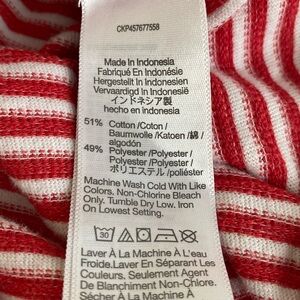 CKP457677558
Made In Indonesia
Fabriqué En Indonésie
Hergestellt in Indonesien
Vervaardigd in Indonesië
インドネシア製
hecho en indonesia
51% Cotton /Coton /
Baumwolle /Katoen /綿 /
algodón
49% Polyester /Polyester /
Polyester /Polyester /
ポリエステル /poliéster
Machine Wash Cold With Like
Colors. Non-Chlorine Bleach
Only. Tumble Dry Low. Iron
On Lowest Setting.
30
Laver À La Machine À L'eau
Froide.Laver En Séparant Les
Couleurs. Seulement Agent
De Blanchiment Non Chloré.
Sécher À La Machine À